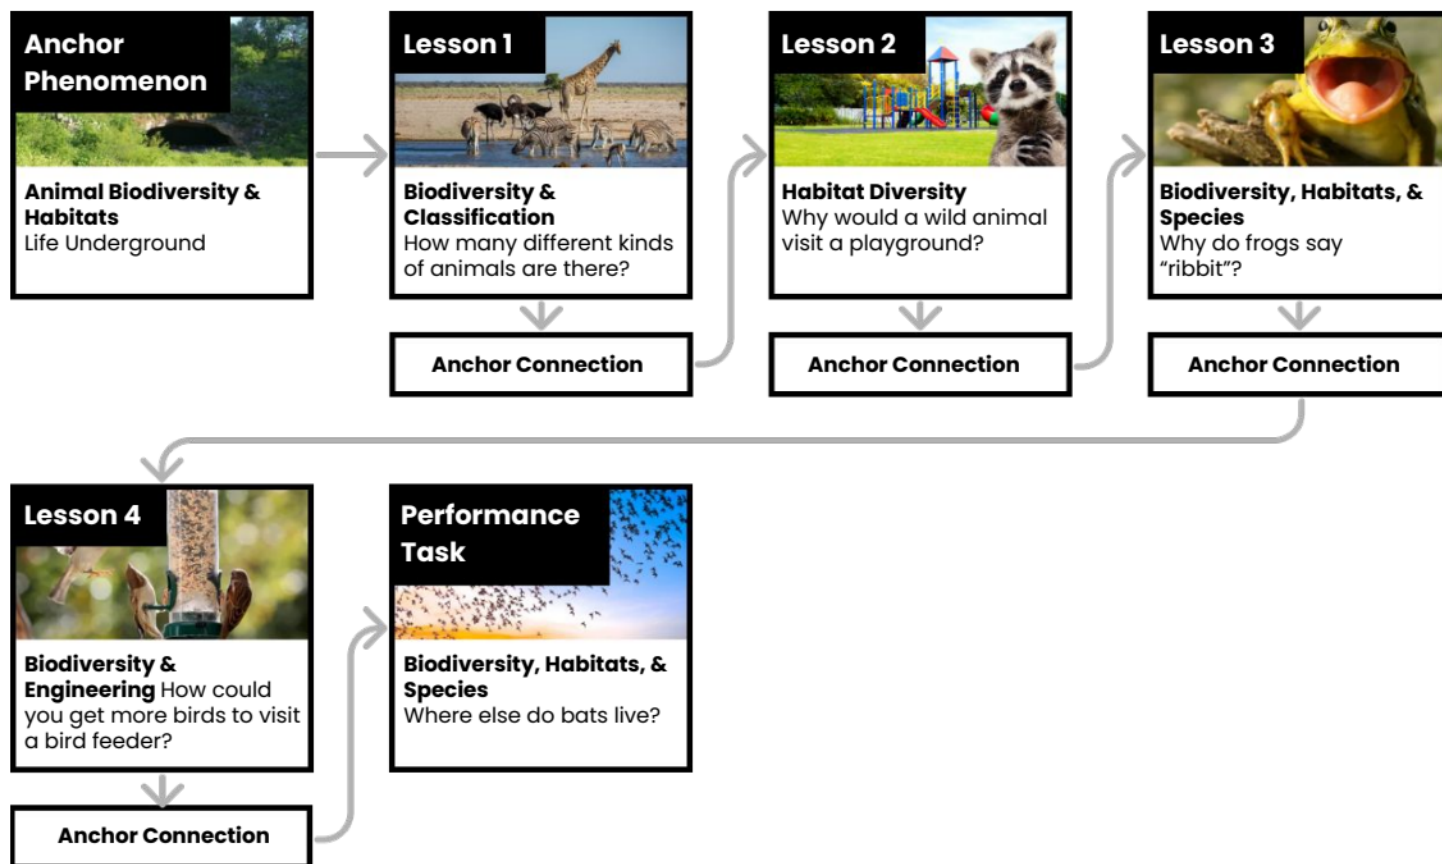 Anchor
Phenomenon
Animal Biodiversity &
Habitats
Life Underground
Lesson 1
Biodiversity &
Classification
How many different kinds
of animals are there?
Anchor Connection
Lesson 2
Habitat Diversity
Why would a wild animal
visit a playground?
Anchor Connection
Lesson 3
Biodiversity, Habitats, &
Species
Why do frogs say
“ribbit”?
Anchor Connection
Lesson 4
Biodiversity &
Engineering How could
you get more birds to visit
a bird feeder?
Anchor Connection
Performance
Task
Biodiversity, Habitats, &
Species
Where else do bats live?